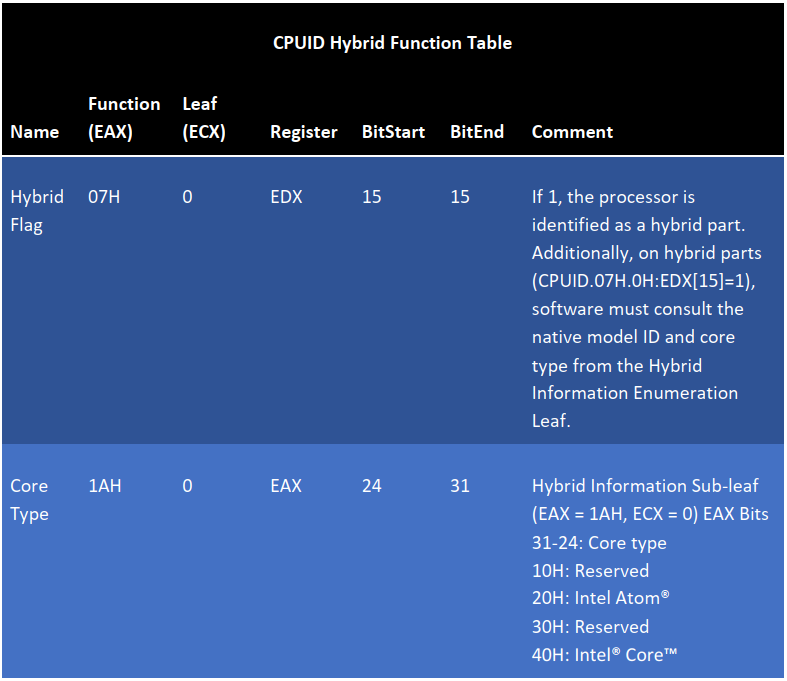 CPUID Hybrid Function Table
Name Function (EAX) Leaf (ECX) Register BitStart BitEnd Comment
Hybrid Flag 07H 0 EDX 15 15 If 1, the processor is
identified as a hybrid part.
Additionally, on hybrid parts
(CPUID.07H.0H:EDX[15]=1),
software must consult the
native model ID and core
type from the Hybrid
Information Enumeration
Leaf.
Core Type 1AH 0 EAX 24 31 Hybrid Information Sub-leaf
(EAX = 1AH, ECX = 0) EAX Bits
31-24: Core type
10H: Reserved
20H: Intel Atom®
30H: Reserved
40H: Intel® Core™